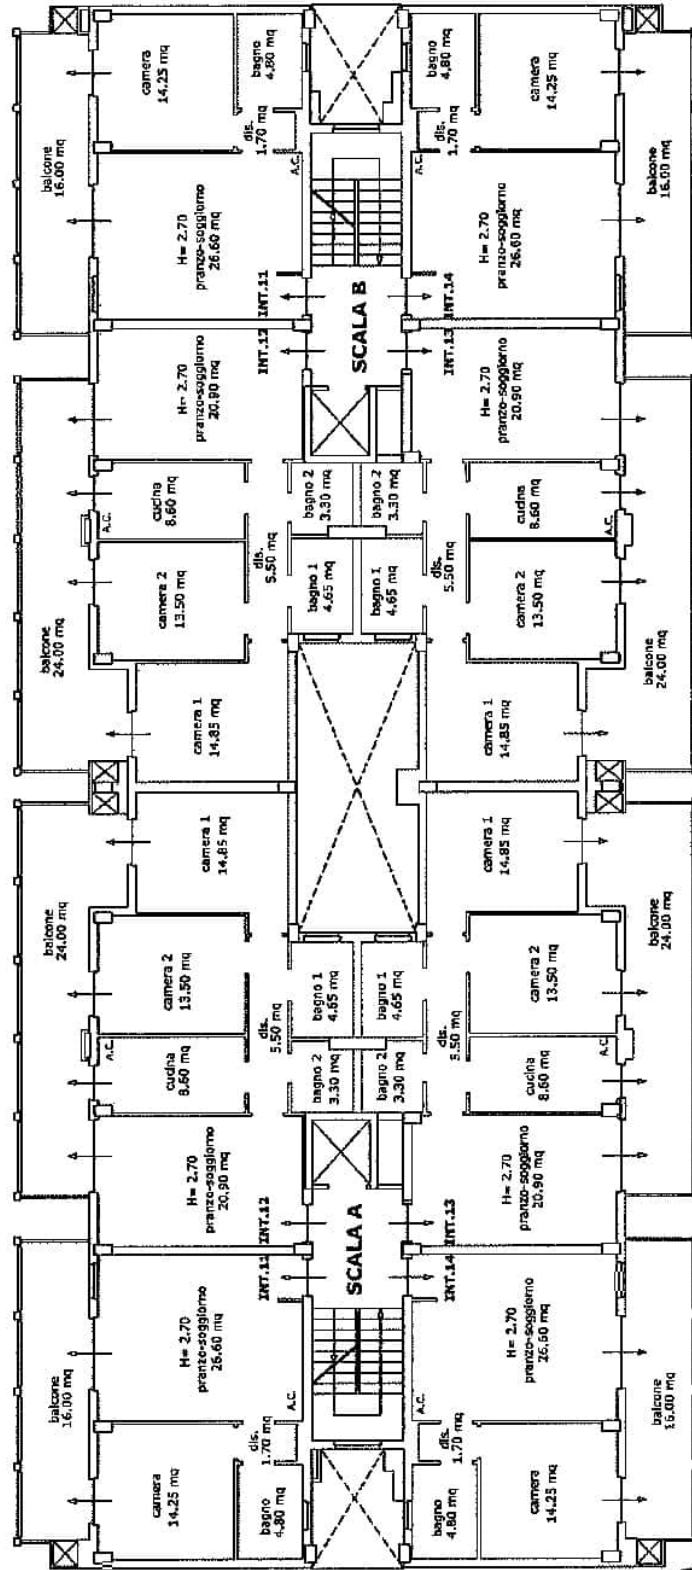 balcone
16.00 mq
balcone
24.00 mq
balcone
24.00 mq
balcone
16.00 mq
camera
14.25 mq
H= 2.70
pranzo-soggiorno
26.60 mq
H= 2.70
pranzo-soggiorno
20.90 mq
A.C.
cucina
8.60 mq
camera 2
13.50 mq
camera 1
14.85 mq
camera 1
14.85 mq
camera 2
13.50 mq
A.C.
cucina
8.60 mq
H= 2.70
pranzo-soggiorno
20.90 mq
H= 2.70
pranzo-soggiorno
26.60 mq
camera
14.25 mq
bagno
4.80 mq
dis.
1.70 mq
A.C.
INT.11
INT.12
dis.
5.50 mq
dis.
5.50 mq
INT.12
INT.11
A.C.
dis.
1.70 mq
bagno
4.80 mq
bagno 2
3.30 mq
bagno 1
4.65 mq
bagno 1
4.65 mq
bagno 2
3.30 mq
SCALA A
SCALA B
bagno 2
3.30 mq
bagno 1
4.65 mq
bagno 1
4.65 mq
bagno 2
3.30 mq
bagno
4.80 mq
dis.
1.70 mq
A.C.
INT.14
INT.13
dis.
5.50 mq
dis.
5.50 mq
INT.13
INT.14
A.C.
dis.
1.70 mq
bagno
4.80 mq
camera
14.25 mq
H= 2.70
pranzo-soggiorno
26.60 mq
H= 2.70
pranzo-soggiorno
20.90 mq
cucina
8.60 mq
A.C.
camera 2
13.50 mq
camera 1
14.85 mq
camera 1
14.85 mq
camera 2
13.50 mq
cucina
8.60 mq
A.C.
H= 2.70
pranzo-soggiorno
20.90 mq
H= 2.70
pranzo-soggiorno
26.60 mq
camera
14.25 mq
balcone
16.00 mq
balcone
24.00 mq
balcone
24.00 mq
balcone
16.00 mq